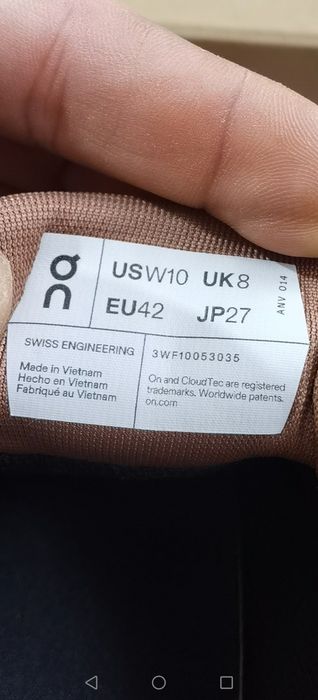 on
USW10 UK8
EU42 JP27
ANV 014
SWISS ENGINEERING
Made in Vietnam
Hecho en Vietnam
Fabriqué au Vietnam
3WF10053035
On and CloudTec are registered
trademarks. Worldwide patents.
on.com